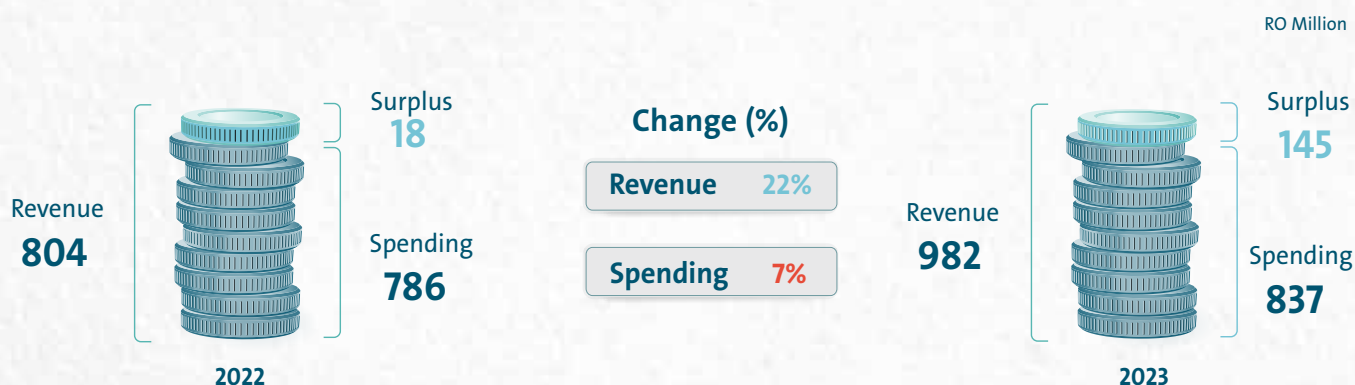 RO Million
Surplus
18
Revenue
804
Spending
786
2022
Change (%)
Revenue 22%
Spending 7%
Surplus
145
Revenue
982
Spending
837
2023